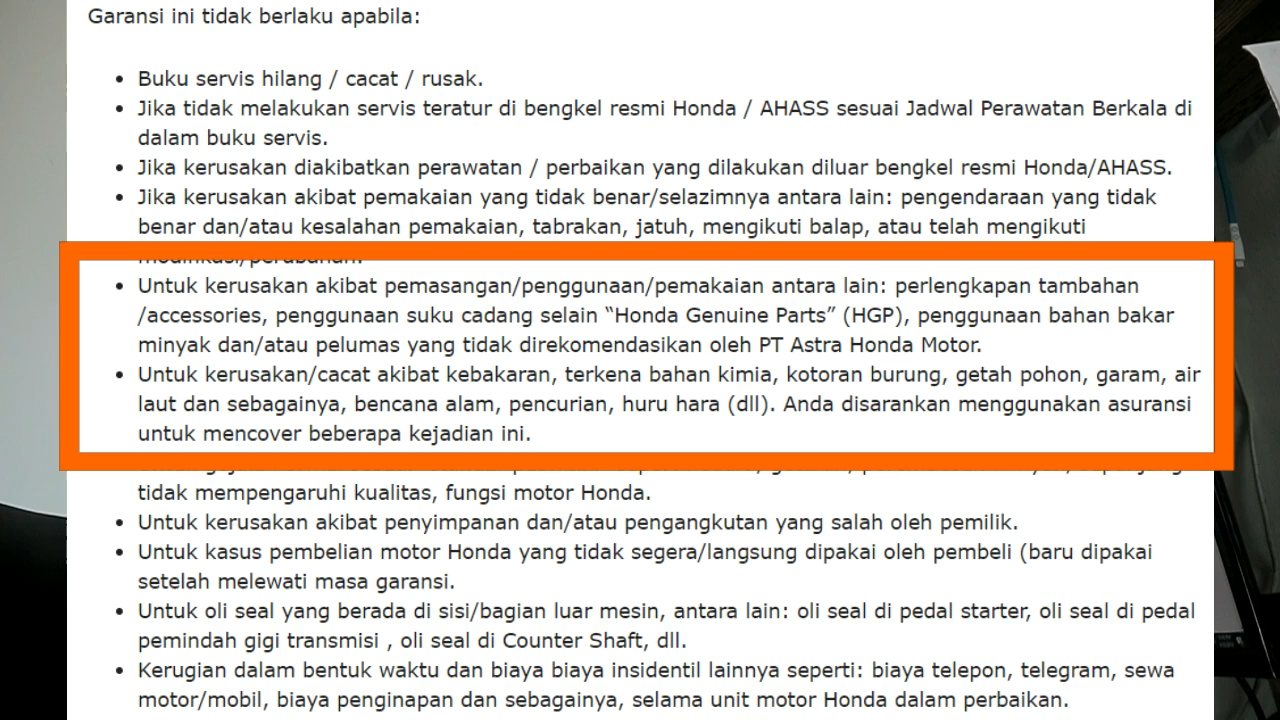 Garansi ini tidak berlaku apabila:
• Buku servis hilang / cacat / rusak.
• Jika tidak melakukan servis teratur di bengkel resmi Honda / AHASS sesuai Jadwal Perawatan Berkala di
dalam buku servis.
• Jika kerusakan diakibatkan perawatan / perbaikan yang dilakukan diluar bengkel resmi Honda/AHASS.
• Jika kerusakan akibat pemakaian yang tidak benar/selazimnya antara lain: pengendaraan yang tidak
benar dan/atau kesalahan pemakaian, tabrakan, jatuh, mengikuti balap, atau telah mengikuti
modifikasi/perubahan.
• Untuk kerusakan akibat pemasangan/penggunaan/pemakaian antara lain: perlengkapan tambahan
/accessories, penggunaan suku cadang selain “Honda Genuine Parts” (HGP), penggunaan bahan bakar
minyak dan/atau pelumas yang tidak direkomendasikan oleh PT Astra Honda Motor.
• Untuk kerusakan/cacat akibat kebakaran, terkena bahan kimia, kotoran burung, getah pohon, garam, air
laut dan sebagainya, bencana alam, pencurian, huru hara (dll). Anda disarankan menggunakan asuransi
untuk mencover beberapa kejadian ini.
tidak mempengaruhi kualitas, fungsi motor Honda.
• Untuk kerusakan akibat penyimpanan dan/atau pengangkutan yang salah oleh pemilik.
• Untuk kasus pembelian motor Honda yang tidak segera/langsung dipakai oleh pembeli (baru dipakai
setelah melewati masa garansi.
• Untuk oli seal yang berada di sisi/bagian luar mesin, antara lain: oli seal di pedal starter, oli seal di pedal
pemindah gigi transmisi , oli seal di Counter Shaft, dll.
• Kerugian dalam bentuk waktu dan biaya biaya insidentil lainnya seperti: biaya telepon, telegram, sewa
motor/mobil, biaya penginapan dan sebagainya, selama unit motor Honda dalam perbaikan.